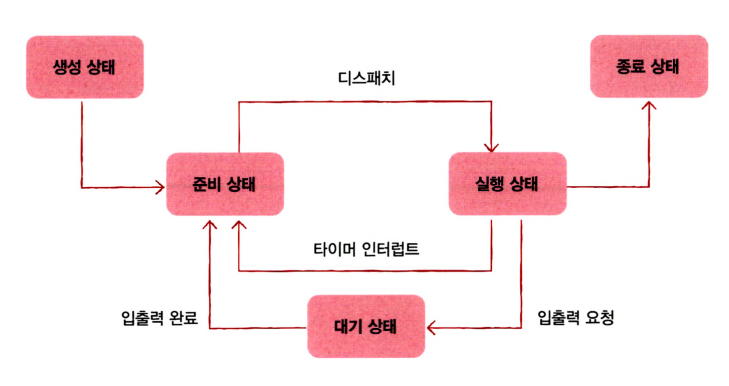 생성 상태
종료 상태
디스패치
준비 상태
실행 상태
타이머 인터럽트
입출력 완료
대기 상태
입출력 요청